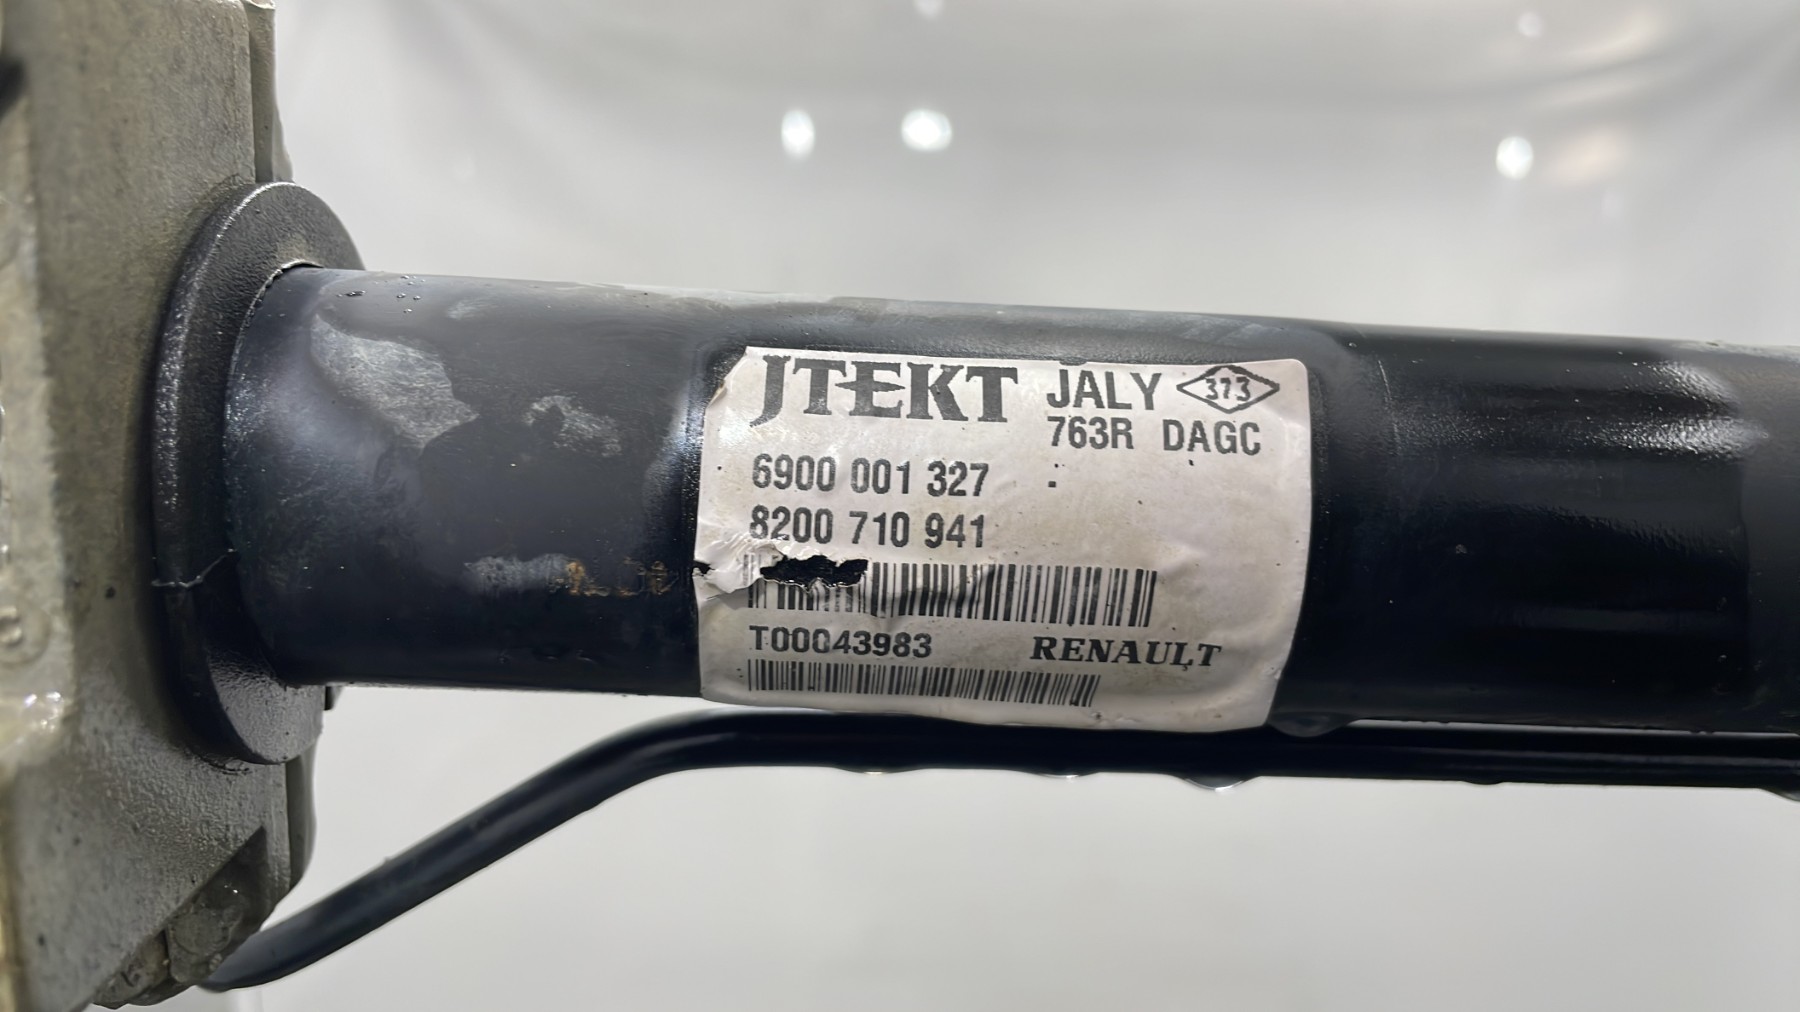 JTEKT JALY 373
763R DAGC
6900 001 327
8200 710 941
T00043983 RENAULT